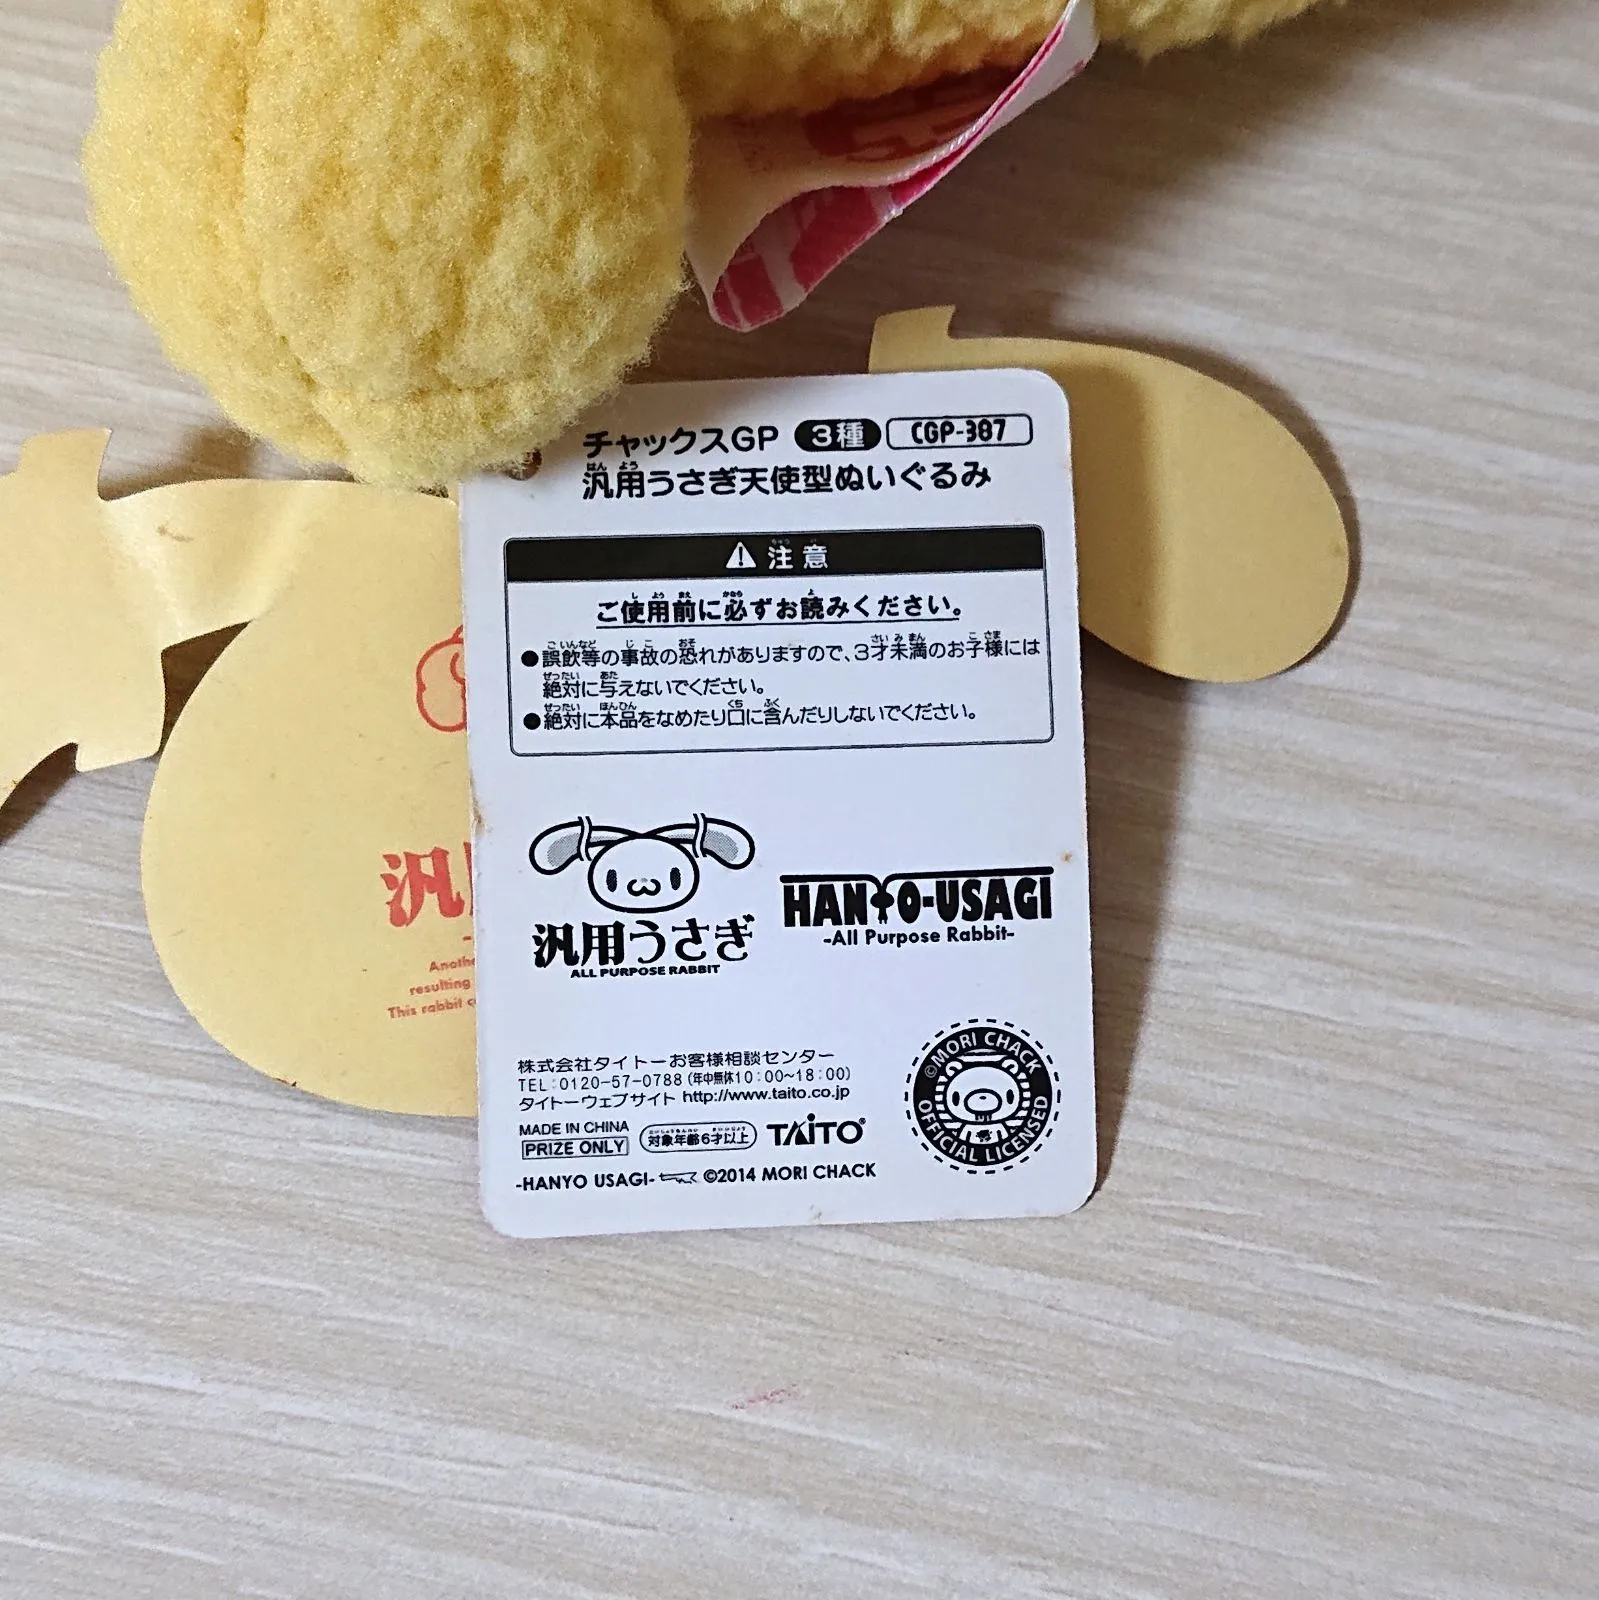 チャックスGP 3種 CGP-387
汎用うさぎ天使型ぬいぐるみ
注意
ご使用前に必ずお読みください。
●誤飲等の事故の恐れがありますので、3才未満のお子様には
絶対に与えないでください。
●絶対に本品をなめたり口に含んだりしないでください。
汎用うさぎ
ALL PURPOSE RABBIT
HANYO-USAGI
-All Purpose Rabbit-
株式会社タイトーお客様相談センター
TEL:0120-57-0788(年中無休10:00~18:00)
タイトーウェブサイト http://www.taito.co.jp
MADE IN CHINA
PRIZE ONLY
対象年齢6才以上
TAITO
-HANYO USAGI- ©2014 MORI CHACK
©MORI CHACK
OFFICIAL LICENSED
汎
resulting
This rabbit